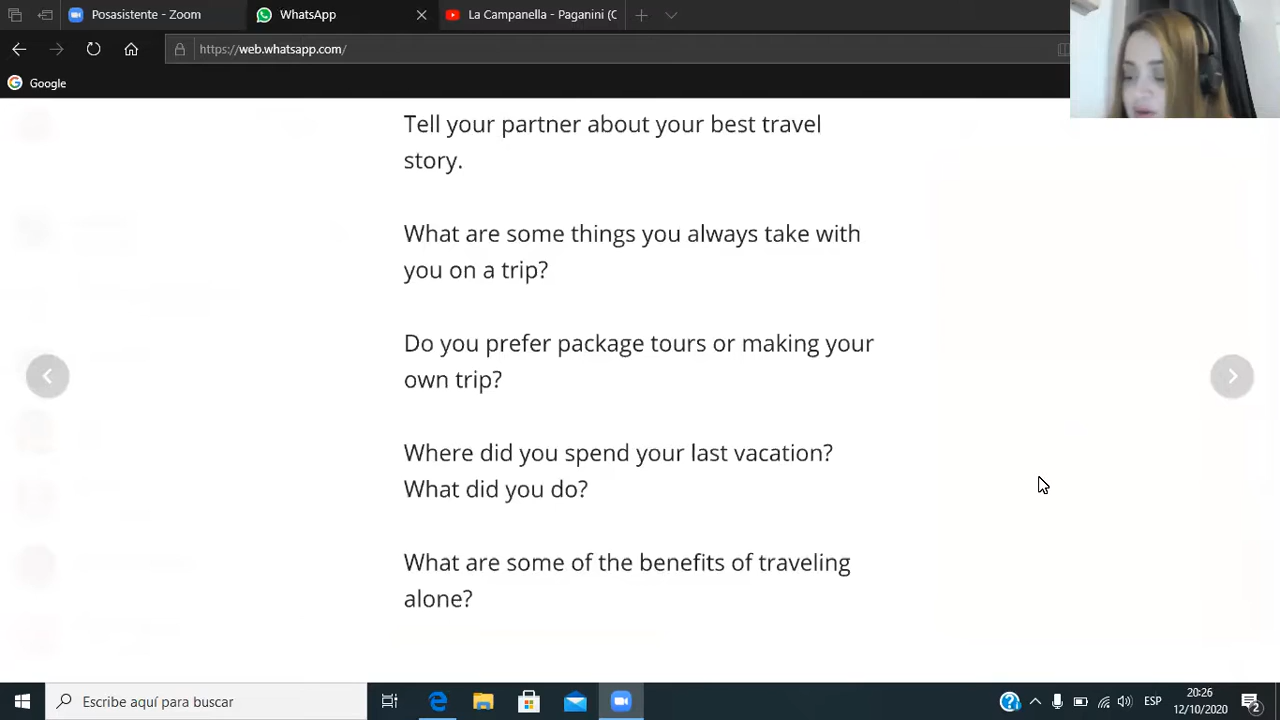 Posasistente - Zoom
WhatsApp
La Campanella - Paganini (C
https://web.whatsapp.com/
Google
Tell your partner about your best travel
story.
What are some things you always take with
you on a trip?
Do you prefer package tours or making your
own trip?
Where did you spend your last vacation?
What did you do?
What are some of the benefits of traveling
alone?
Escribe aquí para buscar
ESP
20:26
12/10/2020
2